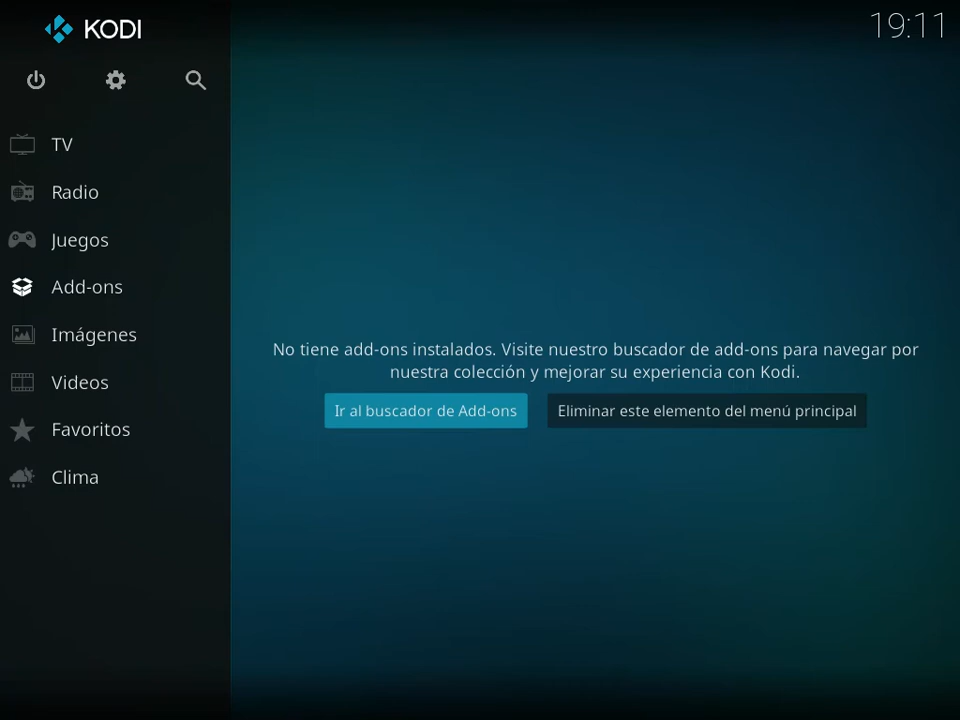 KODI
19:11
TV
Radio
Juegos
Add-ons
Imágenes
Videos
Favoritos
Clima
No tiene add-ons instalados. Visite nuestro buscador de add-ons para navegar por
nuestra colección y mejorar su experiencia con Kodi.
Ir al buscador de Add-ons
Eliminar este elemento del menú principal